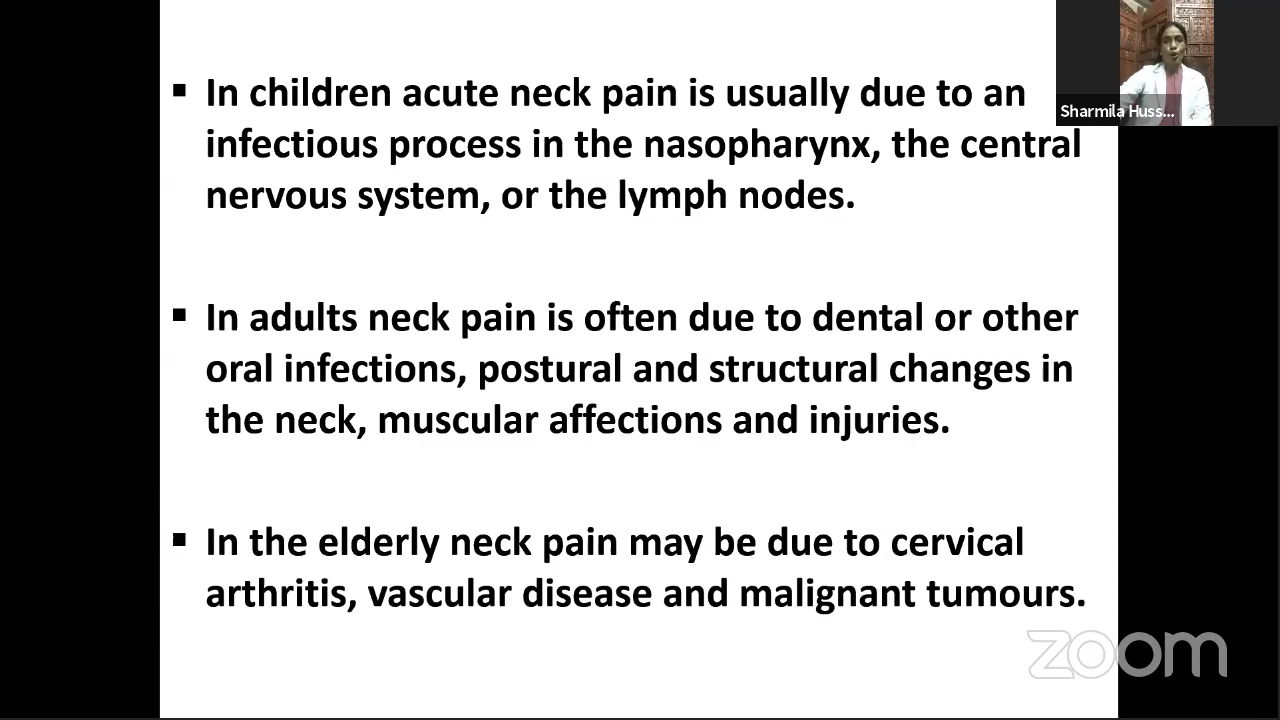 ▪ In children acute neck pain is usually due to an
infectious process in the nasopharynx, the central
nervous system, or the lymph nodes.
▪ In adults neck pain is often due to dental or other
oral infections, postural and structural changes in
the neck, muscular affections and injuries.
▪ In the elderly neck pain may be due to cervical
arthritis, vascular disease and malignant tumours.
Sharmila Huss...
zoom